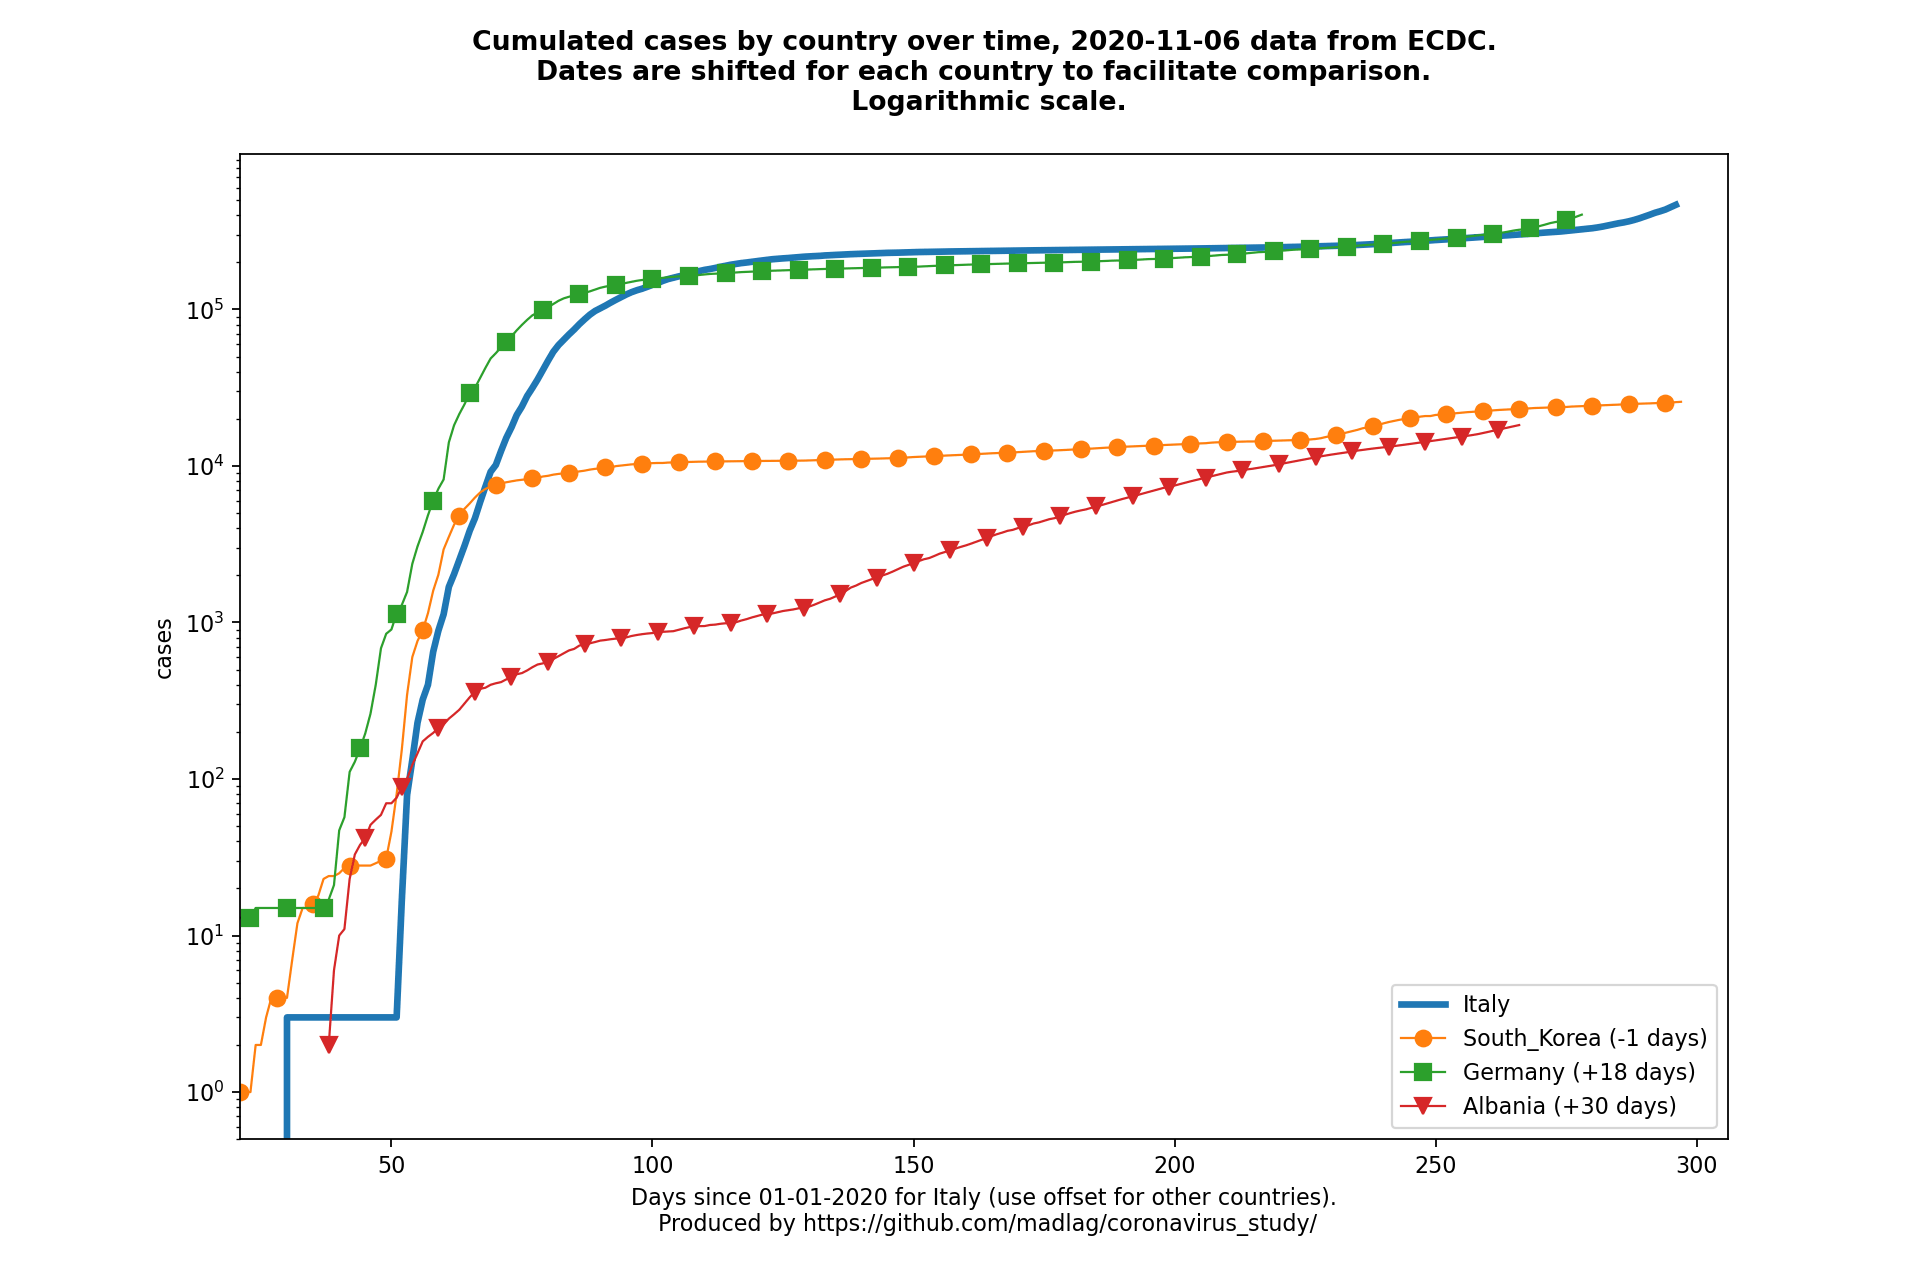 Cumulated cases by country over time, 2020-11-06 data from ECDC.
Dates are shifted for each country to facilitate comparison.
Logarithmic scale.
cases
10^5
10^4
10^3
10^2
10^1
10^0
50 100 150 200 250 300
Italy
South_Korea (-1 days)
Germany (+18 days)
Albania (+30 days)
Days since 01-01-2020 for Italy (use offset for other countries).
Produced by https://github.com/madlag/coronavirus_study/